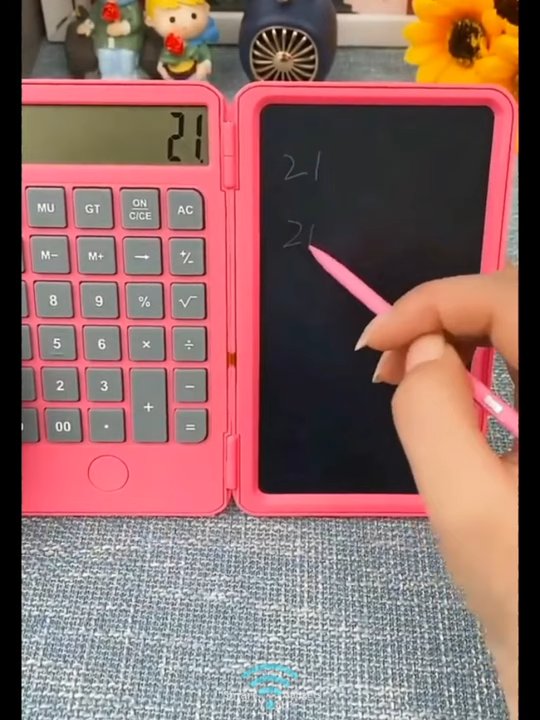 21.
21
21
MU GT ON C/CE AC
M− M+ → +/−
8 9 % √
5 6 × ÷
2 3 + −
00 · =